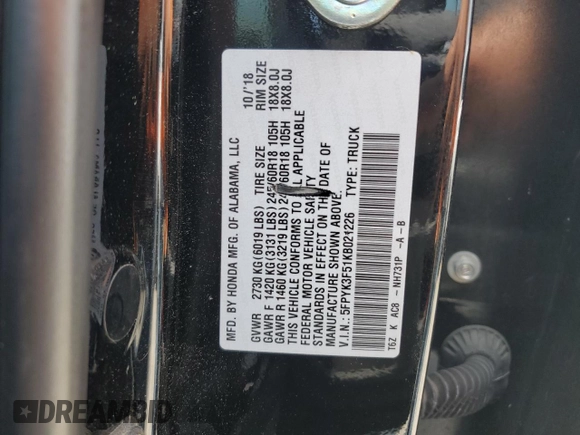 MFD. BY HONDA MFG. OF ALABAMA, LLC 10/'18
GVWR 2730 KG(6019 LBS) TIRE SIZE RIM SIZE
GAWR F 1420 KG(3131 LBS) 245/60R18 105H 18X8.0J
GAWR R 1460 KG(3219 LBS) 24 60R18 105H 18X8.0J
THIS VEHICLE CONFORMS TO ALL APPLICABLE
FEDERAL MOTOR VEHICLE SAFETY
STANDARDS IN EFFECT ON THE DATE OF
MANUFACTURE SHOWN ABOVE.
V.I.N.: 5FPYK3F51KB021226 TYPE: TRUCK
T6Z K AC8 - NH731P -A-B
DREAMBID